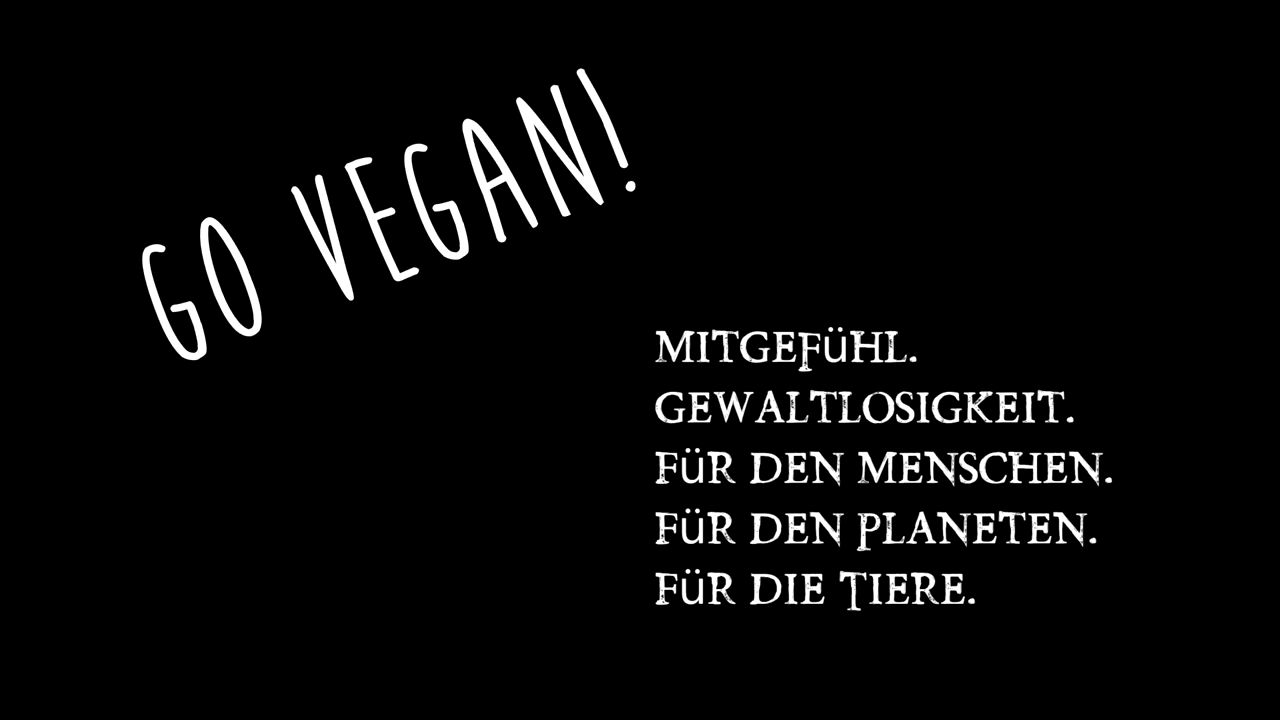 GO VEGAN!
MITGEFÜHL.
GEWALTLOSIGKEIT.
FÜR DEN MENSCHEN.
FÜR DEN PLANETEN.
FÜR DIE TIERE.